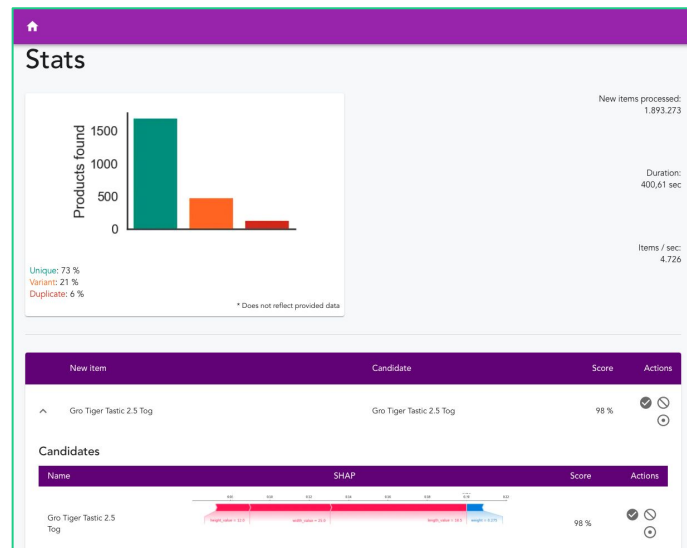 Stats
New items processed:
1.893.273
Products found
1500
1000
500
0
Duration:
400,61 sec
Items / sec:
4.726
Unique: 73 %
Variant: 21 %
Duplicate: 6 %
* Does not reflect provided data
New item Candidate Score Actions
Gro Tiger Tastic 2.5 Tog Gro Tiger Tastic 2.5 Tog 98 %
Candidates
Name SHAP Score Actions
Gro Tiger Tastic 2.5
Tog
98 %